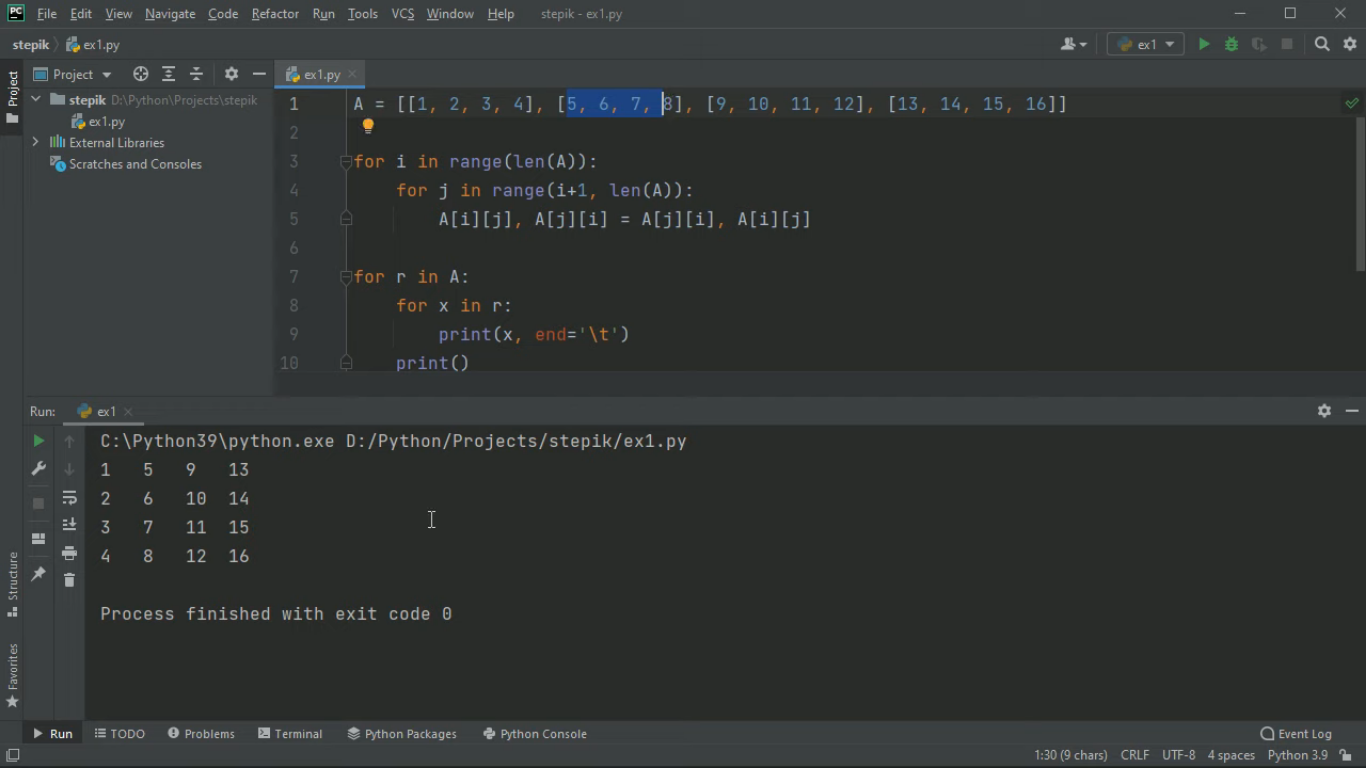 PC File Edit View Navigate Code Refactor Run Tools VCS Window Help stepik - ex1.py
stepik ex1.py ex1
Project
Project ex1.py
stepik D:\Python\Projects\stepik
ex1.py
External Libraries
Scratches and Consoles
1 A = [[1, 2, 3, 4], [5, 6, 7, 8], [9, 10, 11, 12], [13, 14, 15, 16]]
2
3 for i in range(len(A)):
4     for j in range(i+1, len(A)):
5         A[i][j], A[j][i] = A[j][i], A[i][j]
6
7 for r in A:
8     for x in r:
9         print(x, end='\t')
10     print()
Run: ex1
C:\Python39\python.exe D:/Python/Projects/stepik/ex1.py
1 5 9 13
2 6 10 14
3 7 11 15
4 8 12 16
Process finished with exit code 0
Structure
Favorites
Run TODO Problems Terminal Python Packages Python Console Event Log
1:30 (9 chars) CRLF UTF-8 4 spaces Python 3.9